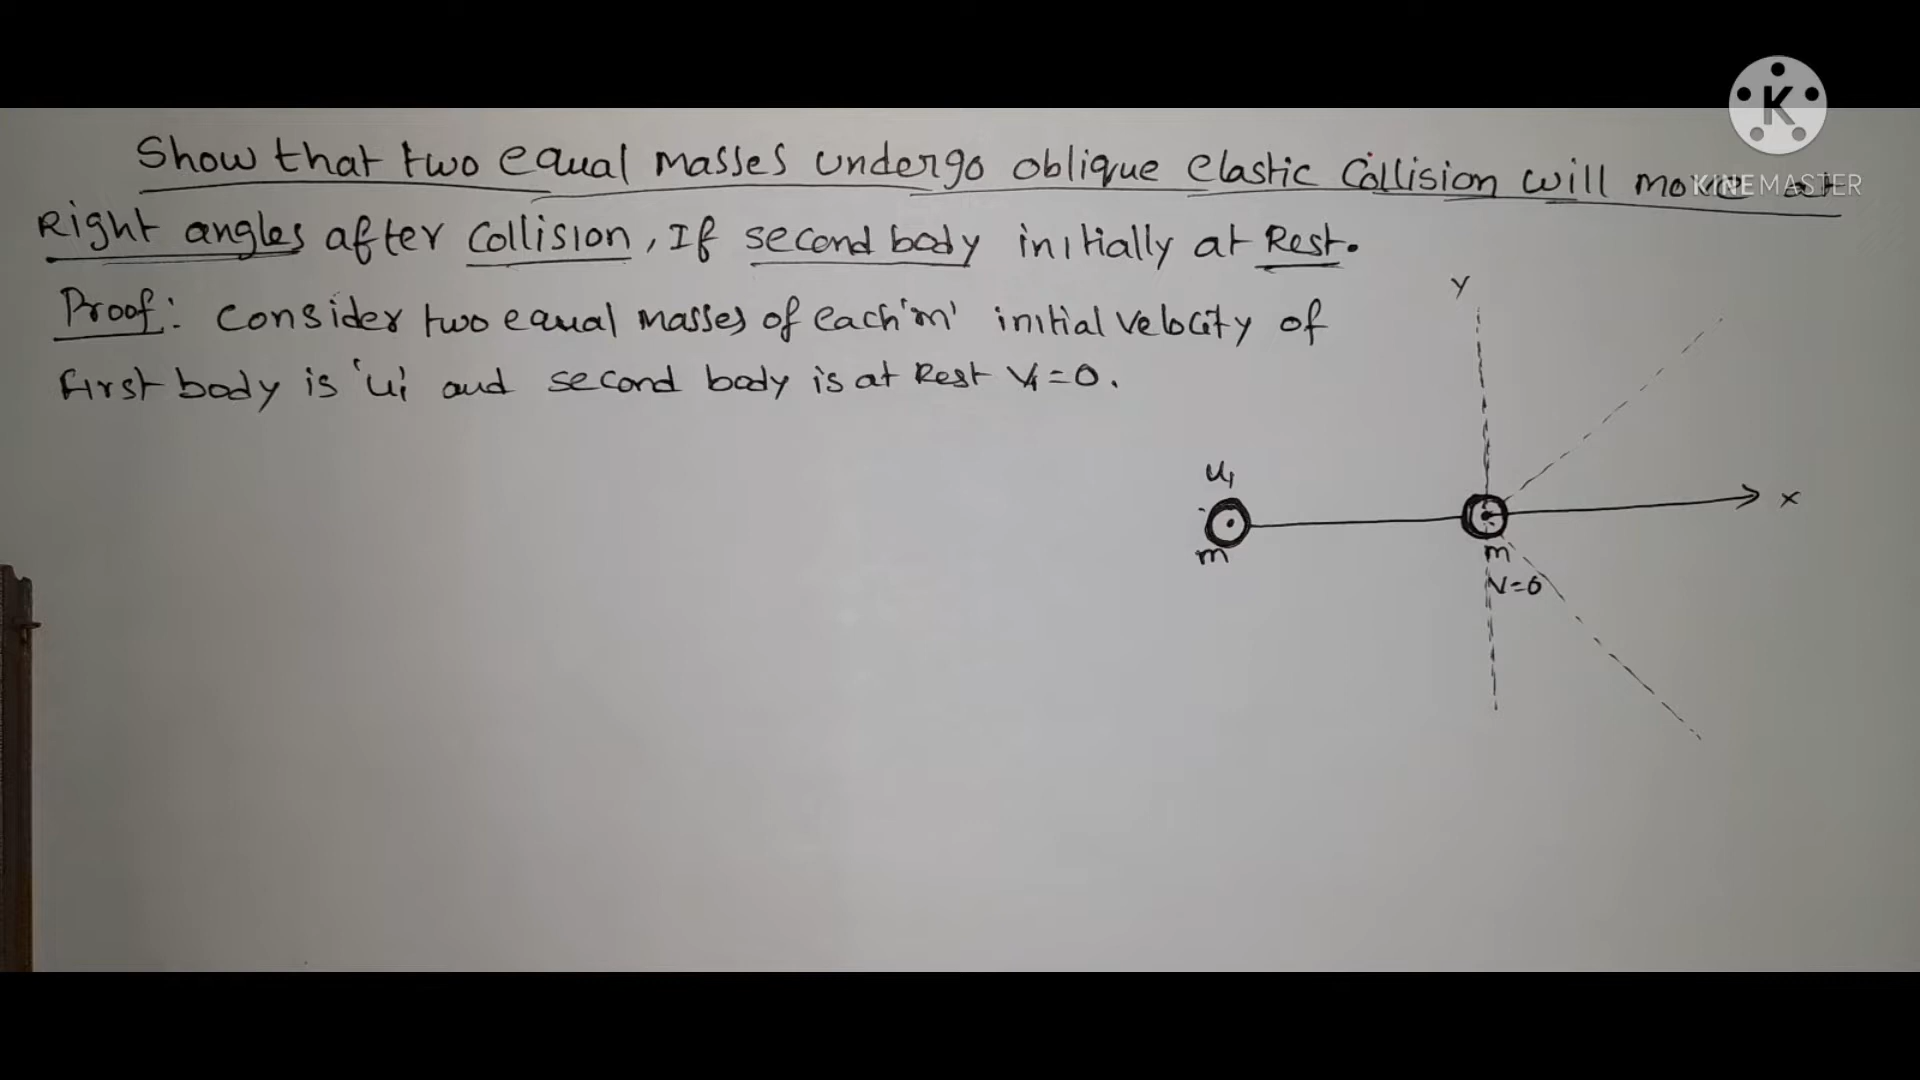 Show that two equal masses undergo oblique elastic Collision will move at
Right angles after collision, If second body initially at Rest.
Proof: Consider two equal masses of each 'm' initial velocity of
first body is 'u₁' and second body is at Rest V₁=0.
Y
u₁
m
x
m
V=0
K
KINEMASTER